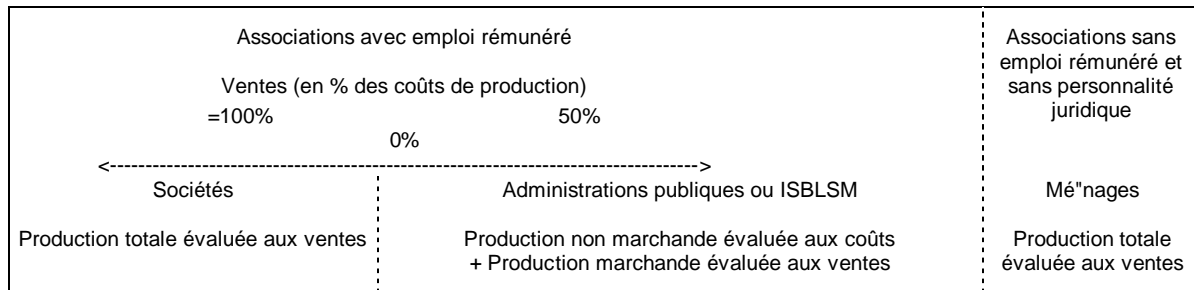 Associations avec emploi rémunéré
Ventes (en % des coûts de production)
=100% 50%
0%
<-------------------------------------------------------------------------->
Sociétés
Production totale évaluée aux ventes
Administrations publiques ou ISBLSM
Production non marchande évaluée aux coûts
+ Production marchande évaluée aux ventes
Associations sans
emploi rémunéré et
sans personnalité
juridique
Mé"nages
Production totale
évaluée aux ventes